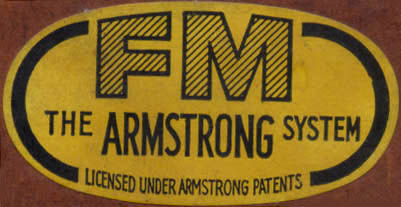 FM
THE ARMSTRONG SYSTEM
LICENSED UNDER ARMSTRONG PATENTS